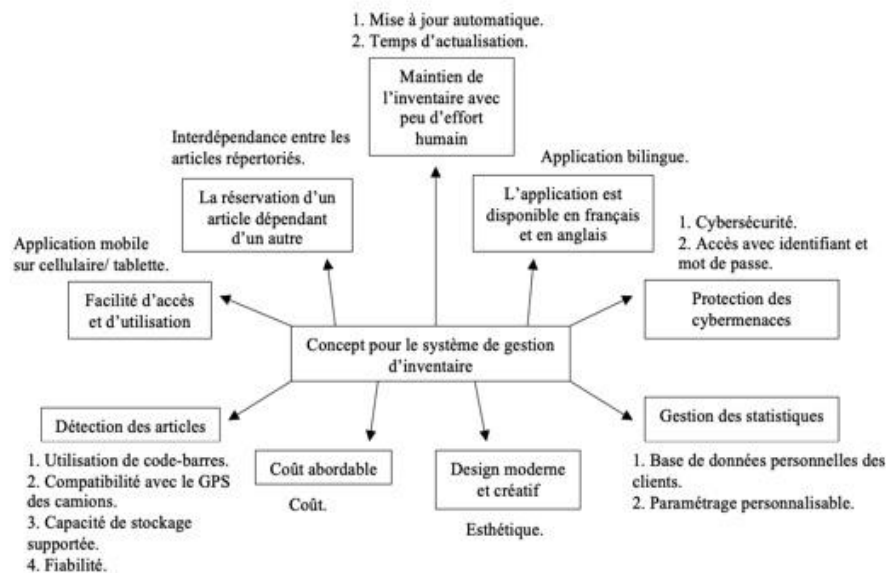 1. Mise à jour automatique.
2. Temps d'actualisation.
Maintien de
l'inventaire avec
peu d'effort
humain
Interdépendance entre les
articles répertoriés.
La réservation d'un
article dépendant
d'un autre
Application bilingue.
L'application est
disponible en français
et en anglais
1. Cybersécurité.
2. Accès avec identifiant et
mot de passe.
Protection des
cybermenaces
Application mobile
sur cellulaire/ tablette.
Facilité d'accès
et d'utilisation
Concept pour le système de gestion
d'inventaire
Détection des articles
1. Utilisation de code-barres.
2. Compatibilité avec le GPS
des camions.
3. Capacité de stockage
supportée.
4. Fiabilité.
Coût abordable
Coût.
Design moderne
et créatif
Esthétique.
Gestion des statistiques
1. Base de données personnelles des
clients.
2. Paramétrage personnalisable.